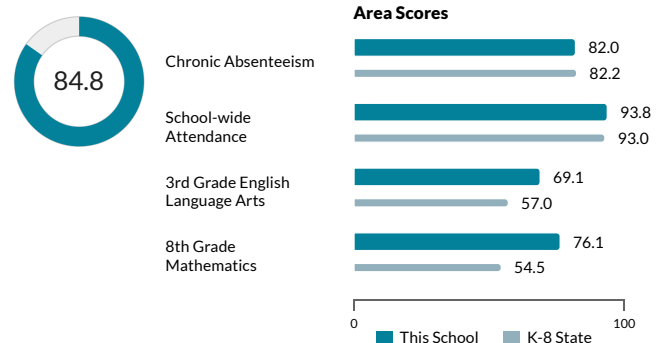 84.8
Area Scores
Chronic Absenteeism
82.0
82.2
School-wide
Attendance
93.8
93.0
3rd Grade English
Language Arts
69.1
57.0
8th Grade
Mathematics
76.1
54.5
0
100
This School
K-8 State